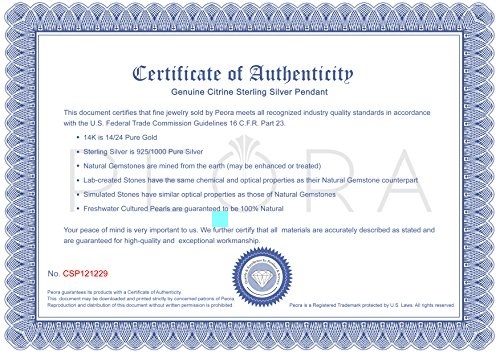 Certificate of Authenticity
Genuine Citrine Sterling Silver Pendant
This document certifies that fine jewelry sold by Peora meets all recognized industry quality standards in accordance
with the U.S. Federal Trade Commission Guidelines 16 C.F.R. Part 23.
• 14K is 14/24 Pure Gold
• Sterling Silver is 925/1000 Pure Silver
• Natural Gemstones are mined from the earth (may be enhanced or treated)
• Lab-created Stones have the same chemical and optical properties as their Natural Gemstone counterpart
PEORA
• Simulated Stones have similar optical properties as those of Natural Gemstones
• Freshwater Cultured Pearls are guaranteed to be 100% Natural
Your peace of mind is very important to us. We further certify that all materials are accurately described as stated and
are guaranteed for high-quality and exceptional workmanship.
No. CSP121229
Peora guarantees its products with a Certificate of Authenticity.
This document may be downloaded and printed strictly by concerned patrons of Peora.
Reproduction and distribution of this document without written permission is prohibited.
Peora is a Registered Trademark protected by U.S. Laws. All rights reserved